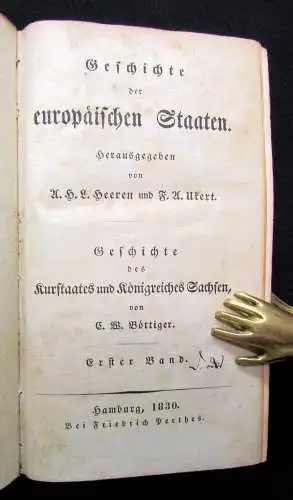 Geschichte
der
europäischen Staaten.
Herausgegeben
von
A. H. L. Heeren und F. A. Ukert.
Geschichte
des
Kurstaates und Königreiches Sachsen,
von
C. W. Böttiger.
Erster Band.
Hamburg, 1830.
Bei Friedrich Perthes.